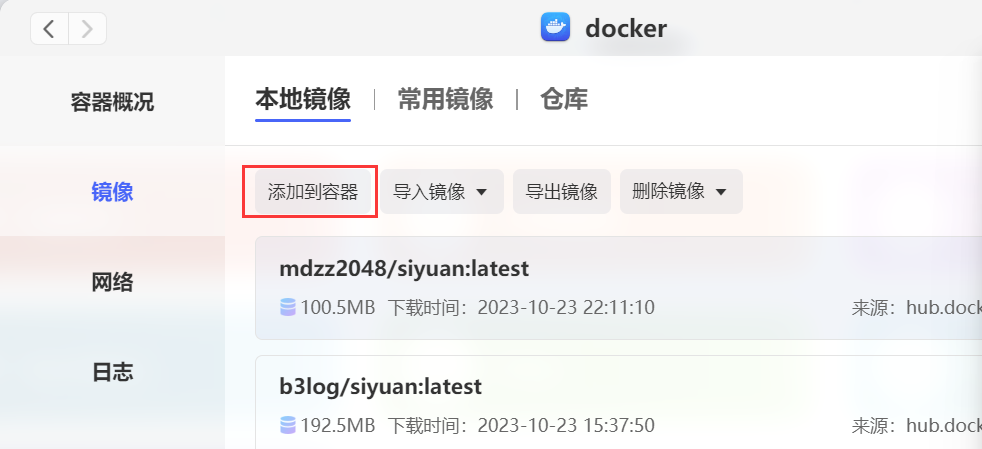 docker
容器概况
镜像
网络
日志
本地镜像 | 常用镜像 | 仓库
添加到容器 导入镜像 导出镜像 删除镜像
mdzz2048/siyuan:latest
100.5MB 下载时间：2023-10-23 22:11:10 来源：hub.dock
b3log/siyuan:latest
192.5MB 下载时间：2023-10-23 15:37:50 来源：hub.dock